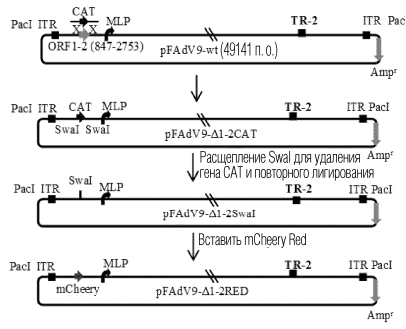 CAT
PacI ITR X X MLP TR-2 ITR PacI
ORF1-2 (847-2753) pFAdV9-wt (49141 п. о.)
Ampʳ
PacI ITR CAT MLP TR-2 ITR PacI
SwaI SwaI pFAdV9-Δ1-2CAT
Ampʳ
Расщепление SwaI для удаления
гена CAT и повторного лигирования
SwaI
PacI ITR MLP TR-2 ITR PacI
pFAdV9-Δ1-2SwaI
Ampʳ
Вставить mCheery Red
PacI ITR MLP TR-2 ITR PacI
mCheery pFAdV9-Δ1-2RED
Ampʳ